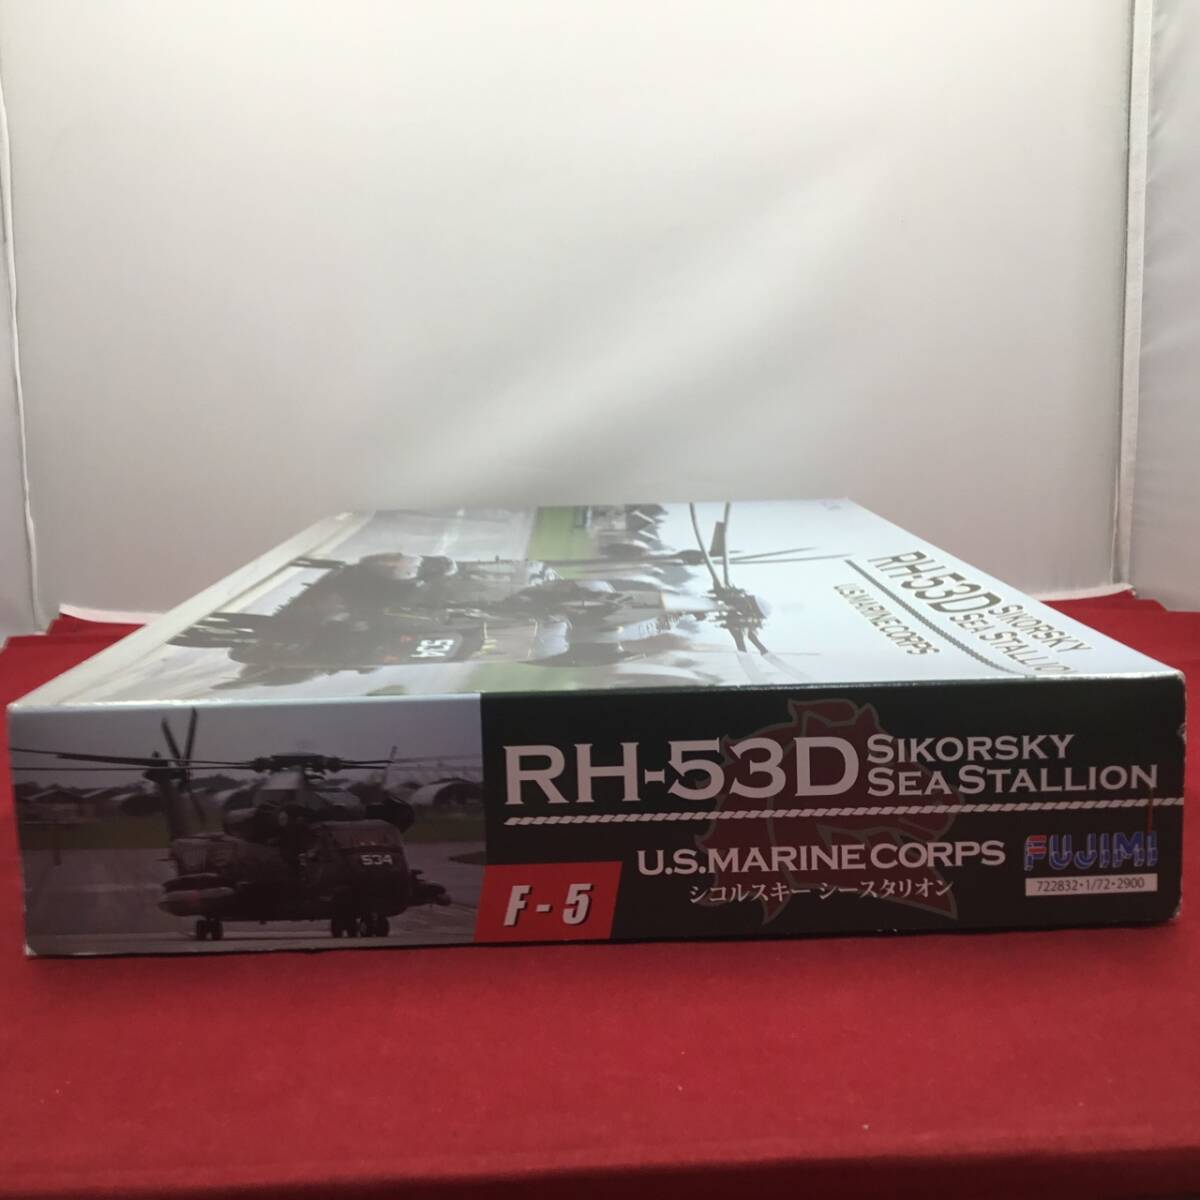 RH-53D SIKORSKY
SEA STALLION
U.S.MARINE CORPS
534
RH-53D SIKORSKY
SEA STALLION
534
U.S.MARINE CORPS
シコルスキー シースタリオン
F-5
FUJIMI
722832・1/72・2900